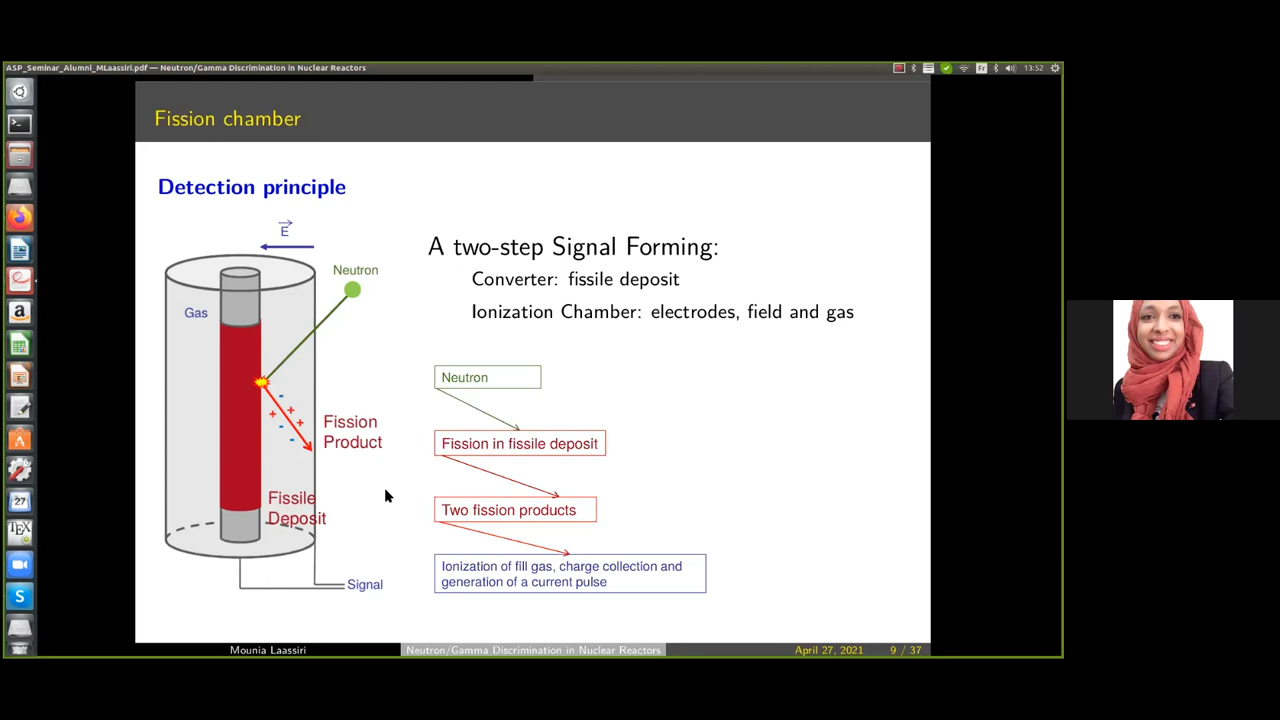 ASP_Seminar_Alumni_MLaassiri.pdf — Neutron/Gamma Discrimination in Nuclear Reactors
Fr
13:52
Fission chamber
Detection principle
E
Neutron
Gas
Fission
Product
Fissile
Deposit
Signal
A two-step Signal Forming:
Converter: fissile deposit
Ionization Chamber: electrodes, field and gas
Neutron
Fission in fissile deposit
Two fission products
Ionization of fill gas, charge collection and
generation of a current pulse
27
TEX
Mounia Laassiri
Neutron/Gamma Discrimination in Nuclear Reactors
April 27, 2021
9 / 37